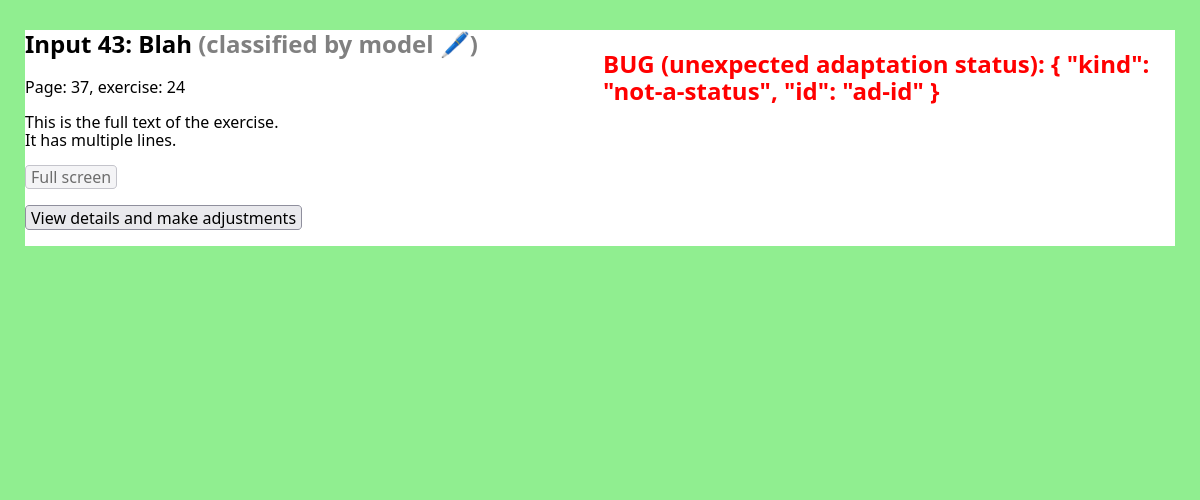 Input 43: Blah (classified by model 🖊️)
Page: 37, exercise: 24
This is the full text of the exercise.
It has multiple lines.
Full screen
View details and make adjustments
BUG (unexpected adaptation status): { "kind":
"not-a-status", "id": "ad-id" }